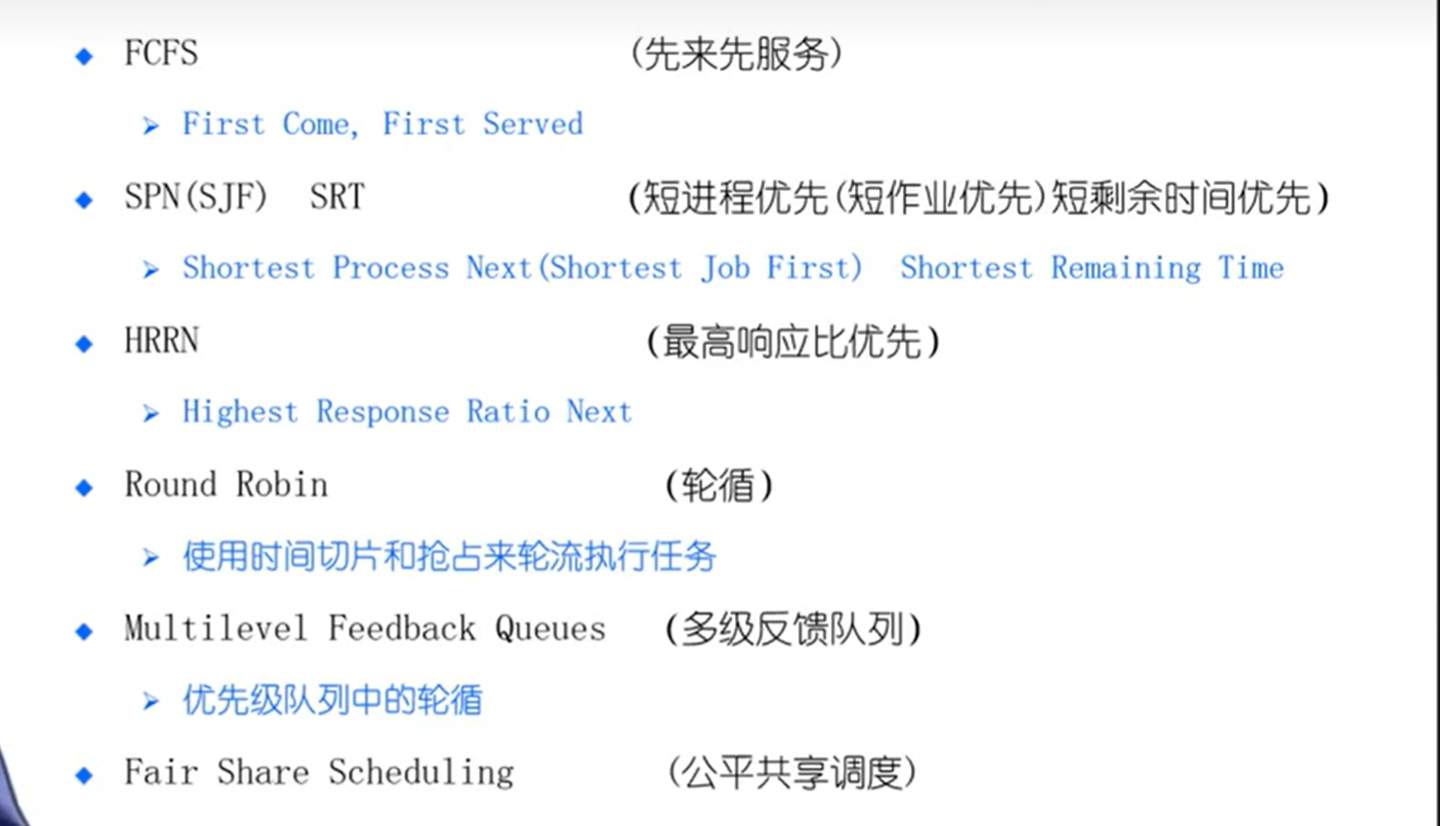 FCFS (先来先服务)
First Come, First Served
SPN(SJF) SRT (短进程优先(短作业优先)短剩余时间优先)
Shortest Process Next(Shortest Job First) Shortest Remaining Time
HRRN (最高响应比优先)
Highest Response Ratio Next
Round Robin (轮循)
使用时间切片和抢占来轮流执行任务
Multilevel Feedback Queues (多级反馈队列)
优先级队列中的轮循
Fair Share Scheduling (公平共享调度)